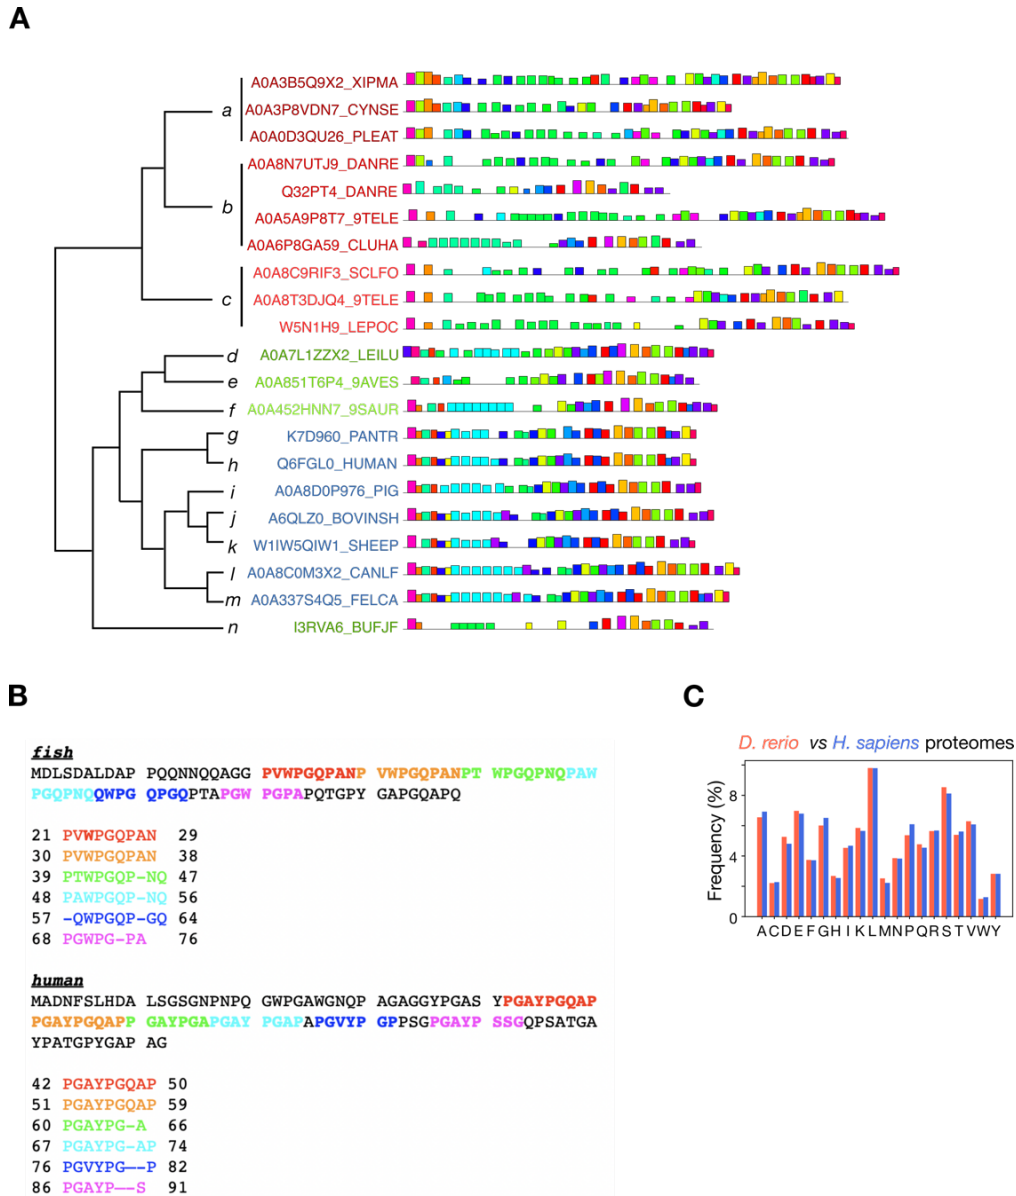 A
a
A0A3B5Q9X2_XIPMA
A0A3P8VDN7_CYNSE
A0A0D3QU26_PLEAT
b
A0A8N7UTJ9_DANRE
Q32PT4_DANRE
A0A5A9P8T7_9TELE
A0A6P8GA59_CLUHA
c
A0A8C9RIF3_SCLFO
A0A8T3DJQ4_9TELE
W5N1H9_LEPOC
d A0A7L1ZZX2_LEILU
e A0A851T6P4_9AVES
f A0A452HNN7_9SAUR
g K7D960_PANTR
h Q6FGL0_HUMAN
i A0A8D0P976_PIG
j A6QLZ0_BOVINSH
k W1IW5QIW1_SHEEP
l A0A8C0M3X2_CANLF
m A0A337S4Q5_FELCA
n I3RVA6_BUFJF
B
fish
MDLSDALDAP PQQNNQQAGG PVWPGQPANP VWPGQPANPT WPGQPNQPAW
PGQPNQQWPG QPGQPTAPGW PGPAPQTGPY GAPGQAPQ
21 PVWPGQPAN 29
30 PVWPGQPAN 38
39 PTWPGQP-NQ 47
48 PAWPGQP-NQ 56
57 -QWPGQP-GQ 64
68 PGWPG-PA 76
human
MADNFSLHDA LSGSGNPNPQ GWPGAWGNQP AGAGGYPGAS YPGAYPGQAP
PGAYPGQAPP GAYPGAPGAY PGAPAPGVYP GPPSGPGAYP SSGQPSATGA
YPATGPYGAP AG
42 PGAYPGQAP 50
51 PGAYPGQAP 59
60 PGAYPG-A 66
67 PGAYPG-AP 74
76 PGVYPG--P 82
86 PGAYP--S 91
C
D. rerio vs H. sapiens proteomes
Frequency (%)
8
4
0
A C D E F G H I K L M N P Q R S T V W Y